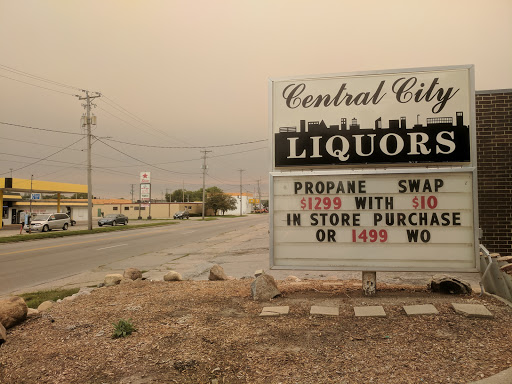 Central City
LIQUORS
PROPANE SWAP
$1299 WITH $10
IN STORE PURCHASE
OR 1499 WO